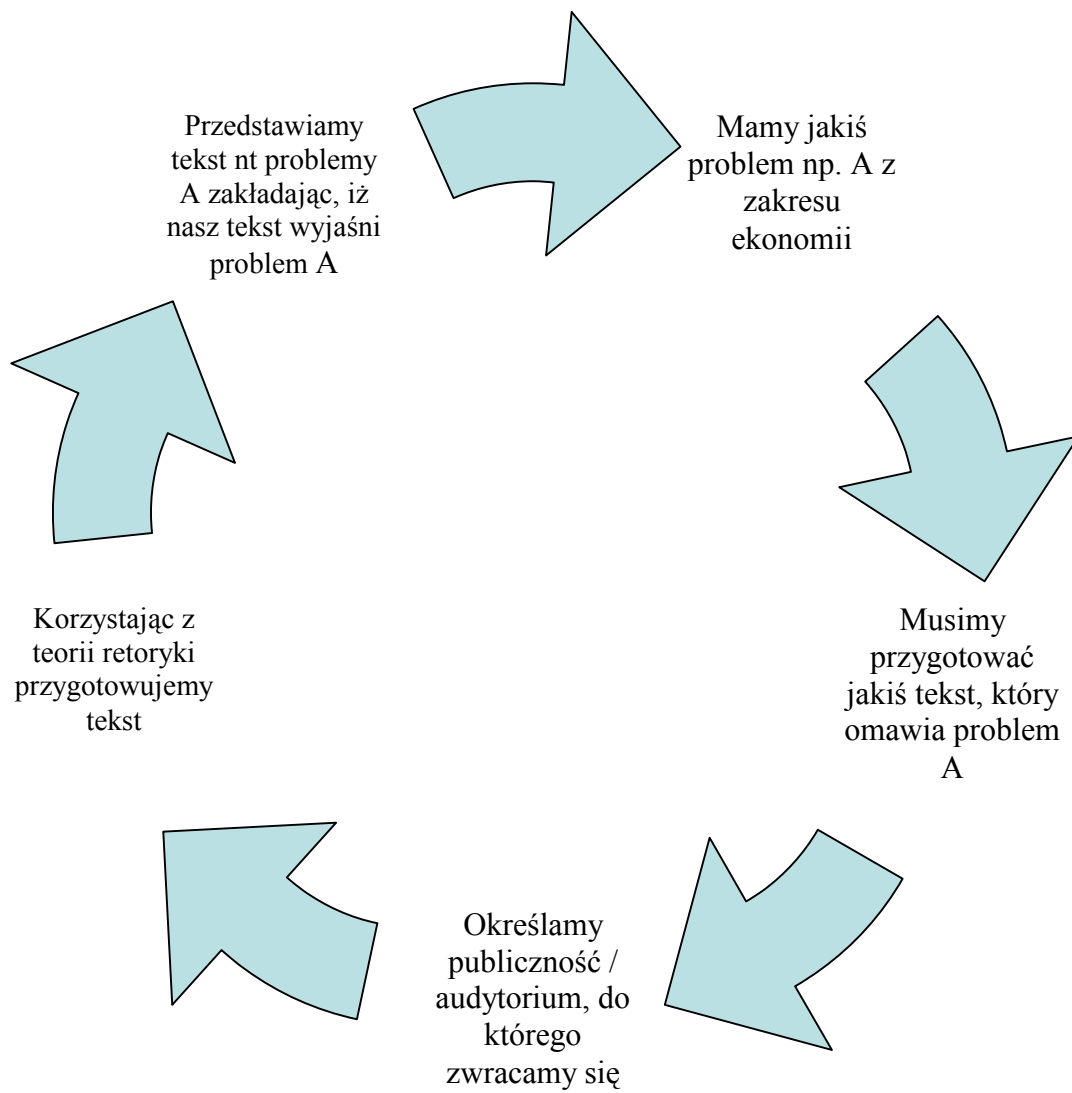 Przedstawiamy
tekst nt problemy
A zakładając, iż
nasz tekst wyjaśni
problem A
Mamy jakiś
problem np. A z
zakresu
ekonomii
Musimy
przygotować
jakiś tekst, który
omawia problem
A
Określamy
publiczność /
audytorium, do
którego
zwracamy się
Korzystając z
teorii retoryki
przygotowujemy
tekst